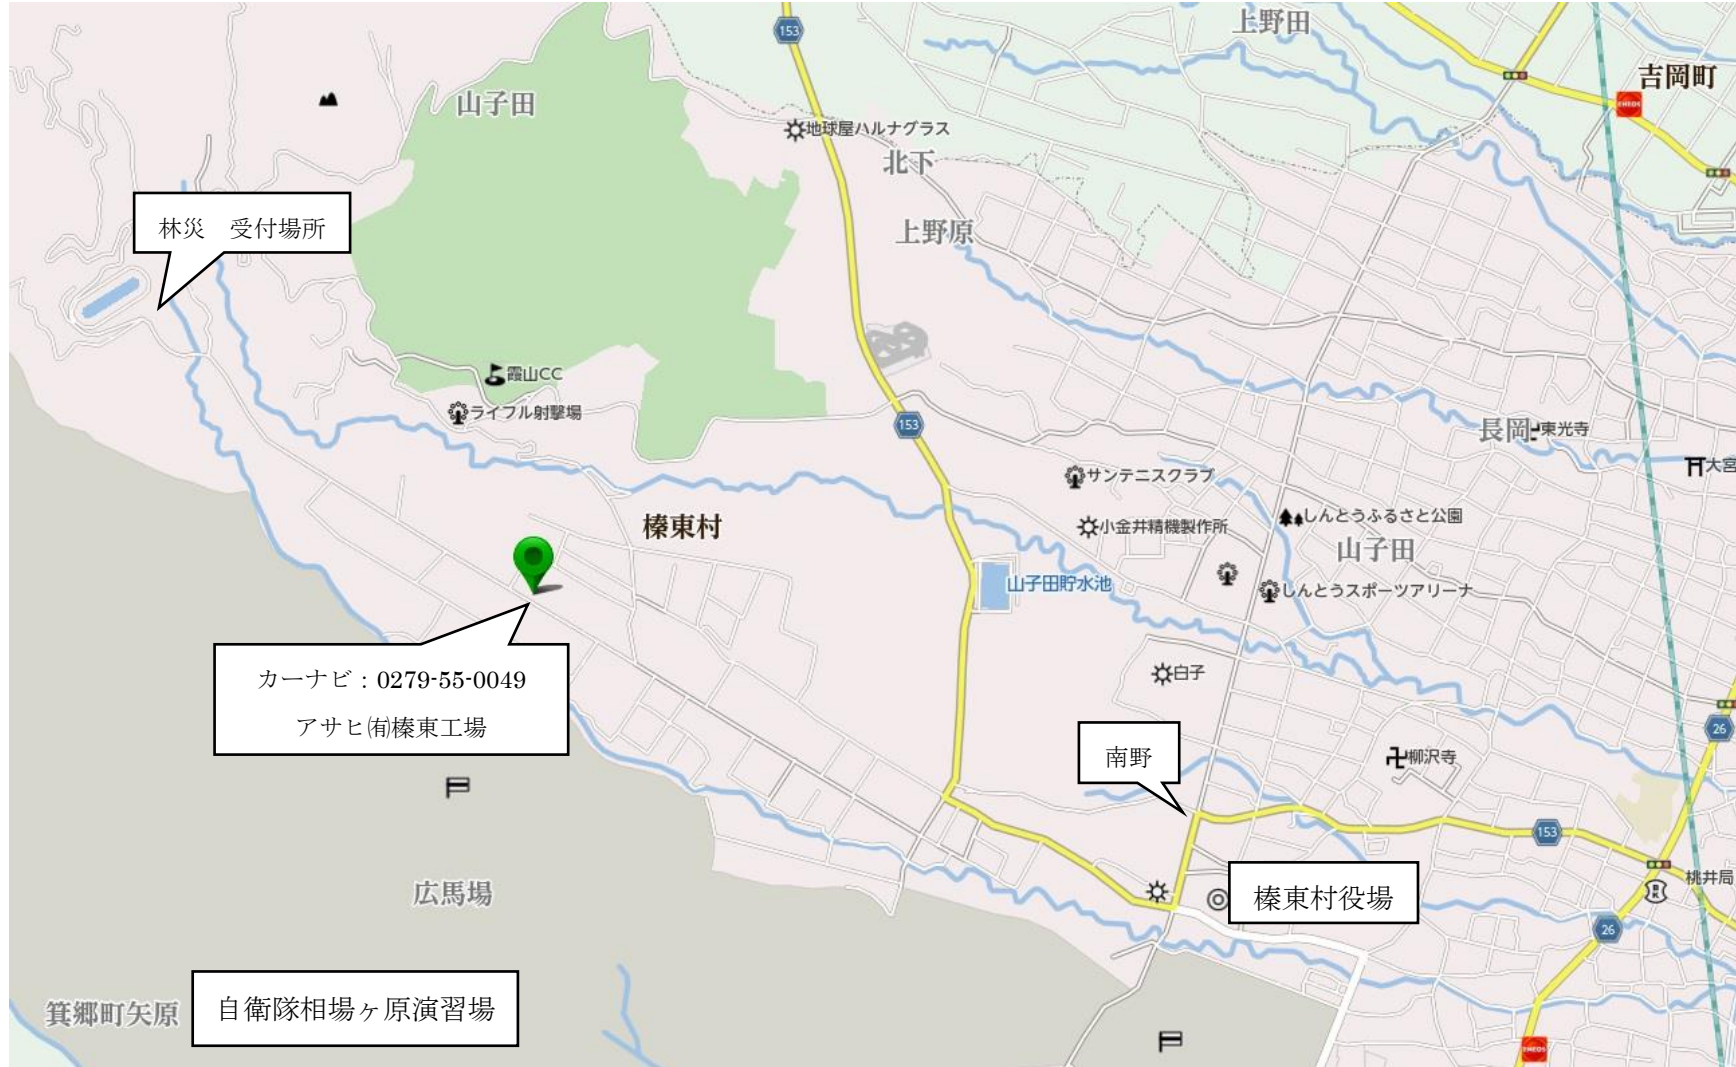 153
上野田
吉岡町
ENEOS
山子田
地球屋ハルナグラス
北下
林災　受付場所
上野原
霞山CC
ライフル射撃場
153
長岡
東光寺
大宮
サンテニスクラブ
榛東村
小金井精機製作所
しんとうふるさと公園
山子田
山子田貯水池
しんとうスポーツアリーナ
カーナビ：0279-55-0049
アサヒ㈲榛東工場
白子
26
南野
柳沢寺
153
桃井局
BK
広馬場
榛東村役場
26
箕郷町矢原
自衛隊相場ヶ原演習場
ENEOS